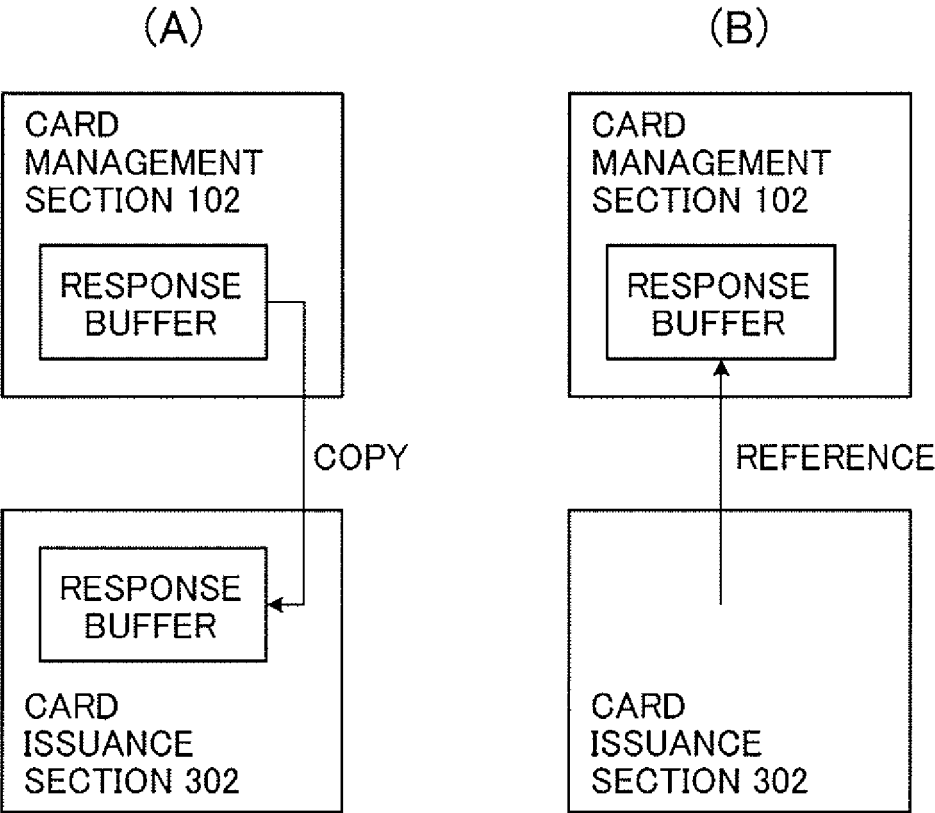 (A)
CARD
MANAGEMENT
SECTION 102
RESPONSE
BUFFER
COPY
RESPONSE
BUFFER
CARD
ISSUANCE
SECTION 302
(B)
CARD
MANAGEMENT
SECTION 102
RESPONSE
BUFFER
REFERENCE
CARD
ISSUANCE
SECTION 302